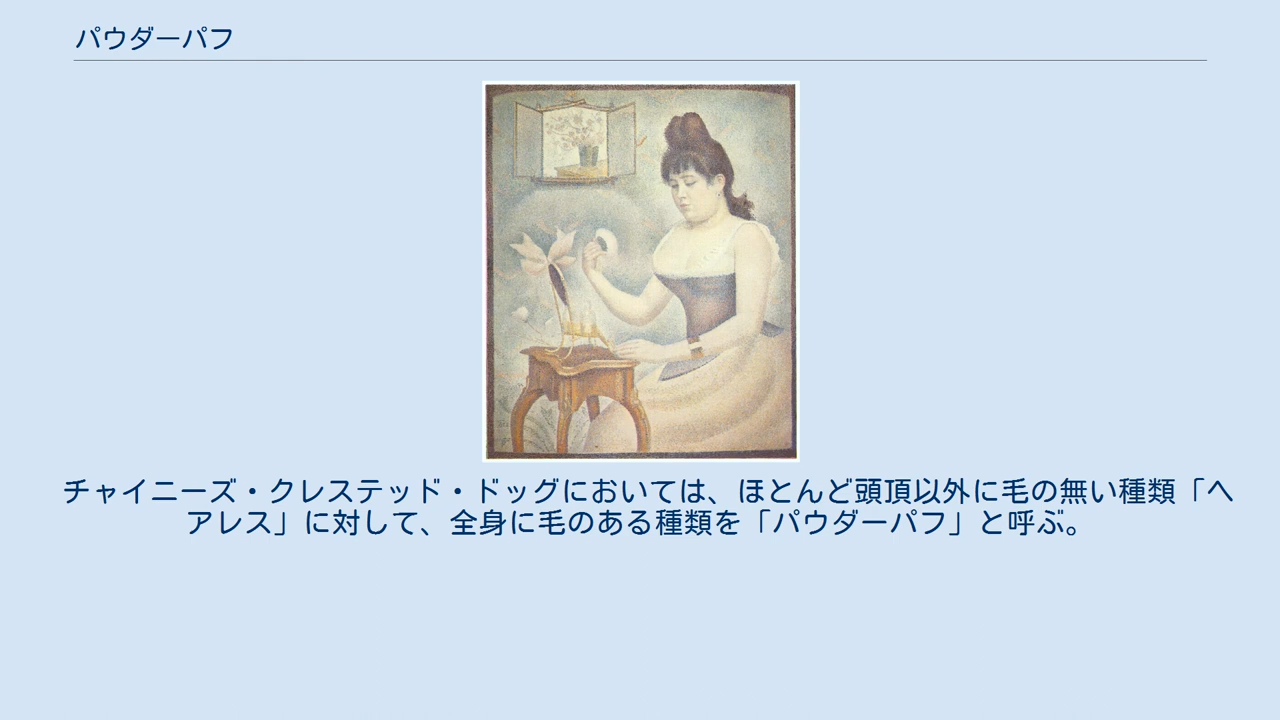 パウダーパフ
チャイニーズ・クレステッド・ドッグにおいては、ほとんど頭頂以外に毛の無い種類「ヘ
アレス」に対して、全身に毛のある種類を「パウダーパフ」と呼ぶ。